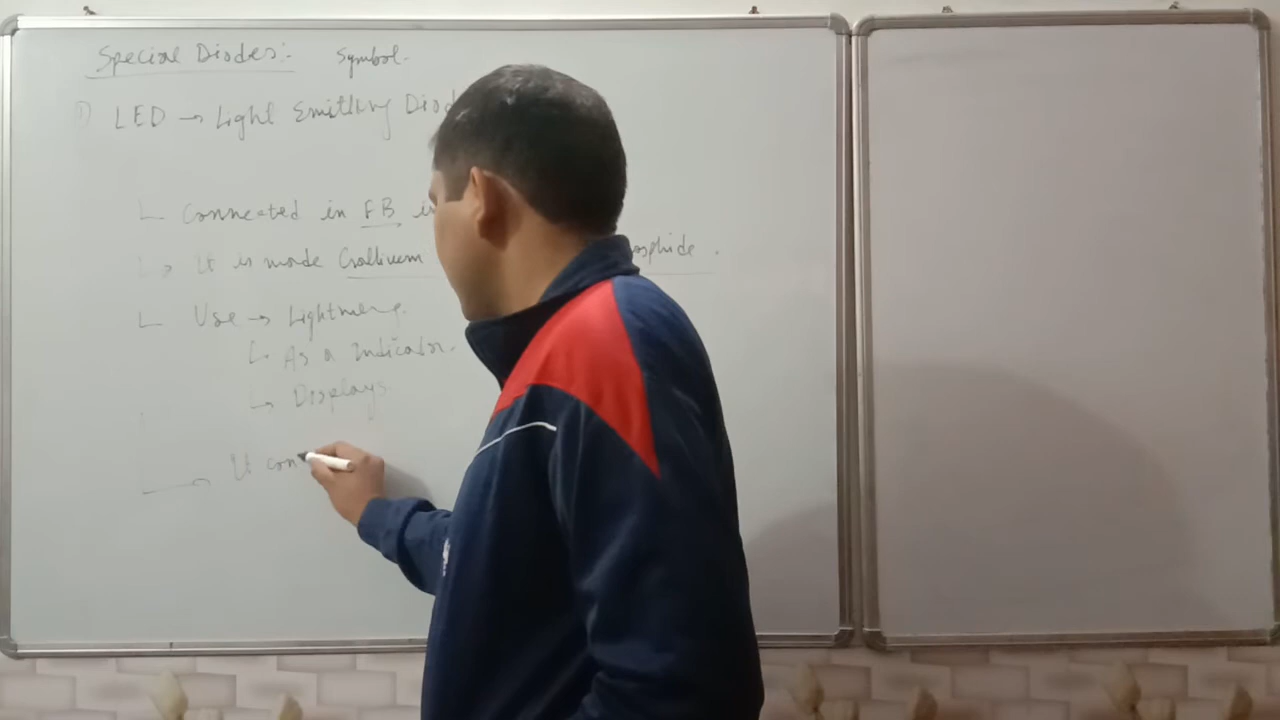 Special Diodes:- Symbol.
1) LED → Light Emitting Diod
Connected in FB in
It is made Gallium osphide.
Use → Lightning.
As a Indicator.
Displays.
It con